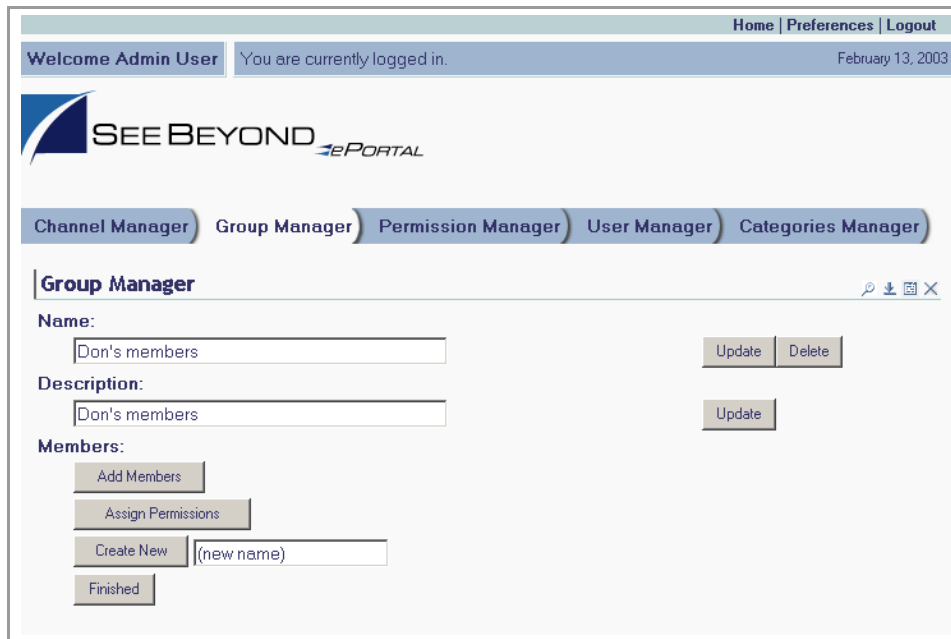 Home | Preferences | Logout
Welcome Admin User You are currently logged in. February 13, 2003
SEE BEYOND ePORTAL
Channel Manager Group Manager Permission Manager User Manager Categories Manager
Group Manager
Name:
Don's members Update Delete
Description:
Don's members Update
Members:
Add Members
Assign Permissions
Create New (new name)
Finished